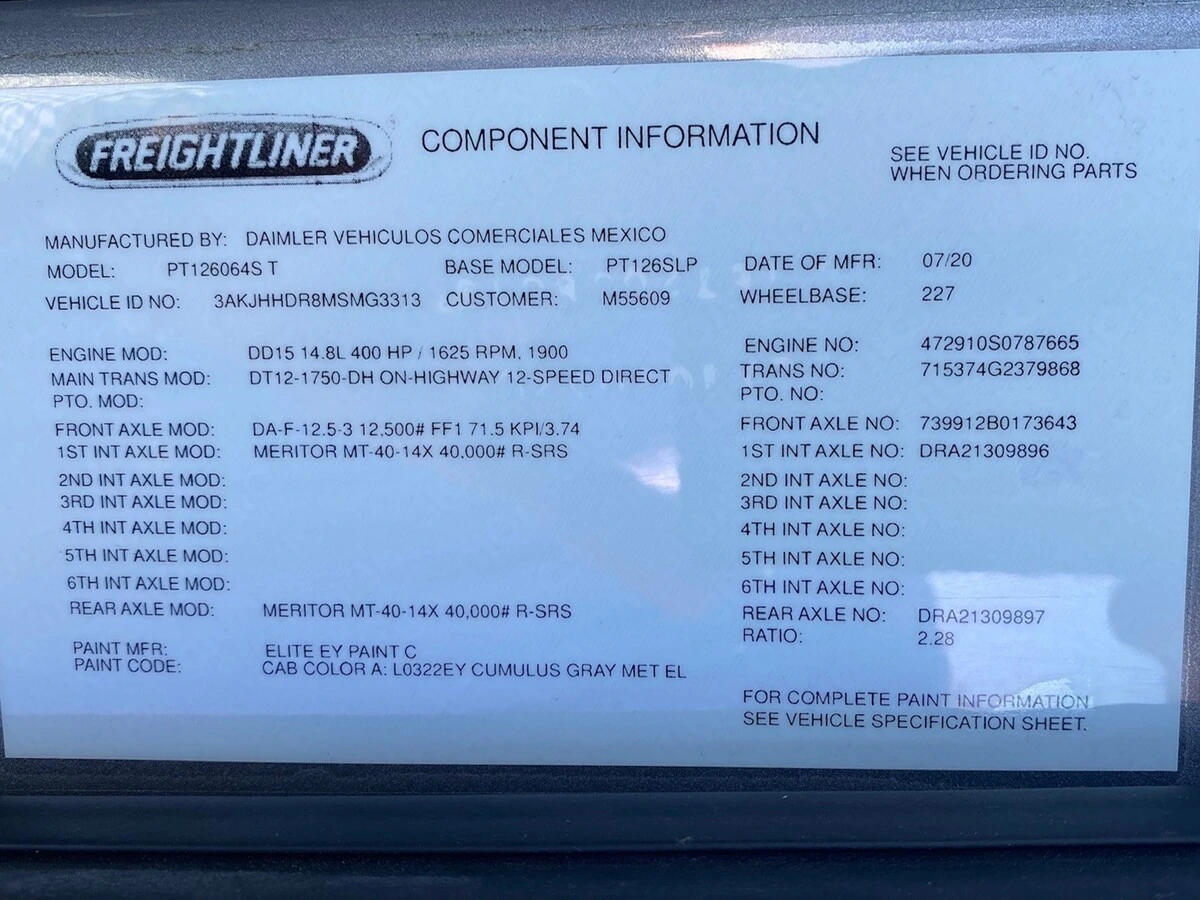 FREIGHTLINER
COMPONENT INFORMATION
SEE VEHICLE ID NO.
WHEN ORDERING PARTS
MANUFACTURED BY: DAIMLER VEHICULOS COMERCIALES MEXICO
MODEL: PT126064S T BASE MODEL: PT126SLP DATE OF MFR: 07/20
VEHICLE ID NO: 3AKJHHDR8MSMG3313 CUSTOMER: M55609 WHEELBASE: 227
ENGINE MOD: DD15 14.8L 400 HP / 1625 RPM, 1900 ENGINE NO: 472910S0787665
MAIN TRANS MOD: DT12-1750-DH ON-HIGHWAY 12-SPEED DIRECT TRANS NO: 715374G2379868
PTO. MOD: PTO. NO:
FRONT AXLE MOD: DA-F-12.5-3 12,500# FF1 71.5 KPI/3.74 FRONT AXLE NO: 739912B0173643
1ST INT AXLE MOD: MERITOR MT-40-14X 40,000# R-SRS 1ST INT AXLE NO: DRA21309896
2ND INT AXLE MOD: 2ND INT AXLE NO:
3RD INT AXLE MOD: 3RD INT AXLE NO:
4TH INT AXLE MOD: 4TH INT AXLE NO:
5TH INT AXLE MOD: 5TH INT AXLE NO:
6TH INT AXLE MOD: 6TH INT AXLE NO:
REAR AXLE MOD: MERITOR MT-40-14X 40,000# R-SRS REAR AXLE NO: DRA21309897
RATIO: 2.28
PAINT MFR: ELITE EY PAINT C
PAINT CODE: CAB COLOR A: L0322EY CUMULUS GRAY MET EL
FOR COMPLETE PAINT INFORMATION
SEE VEHICLE SPECIFICATION SHEET.